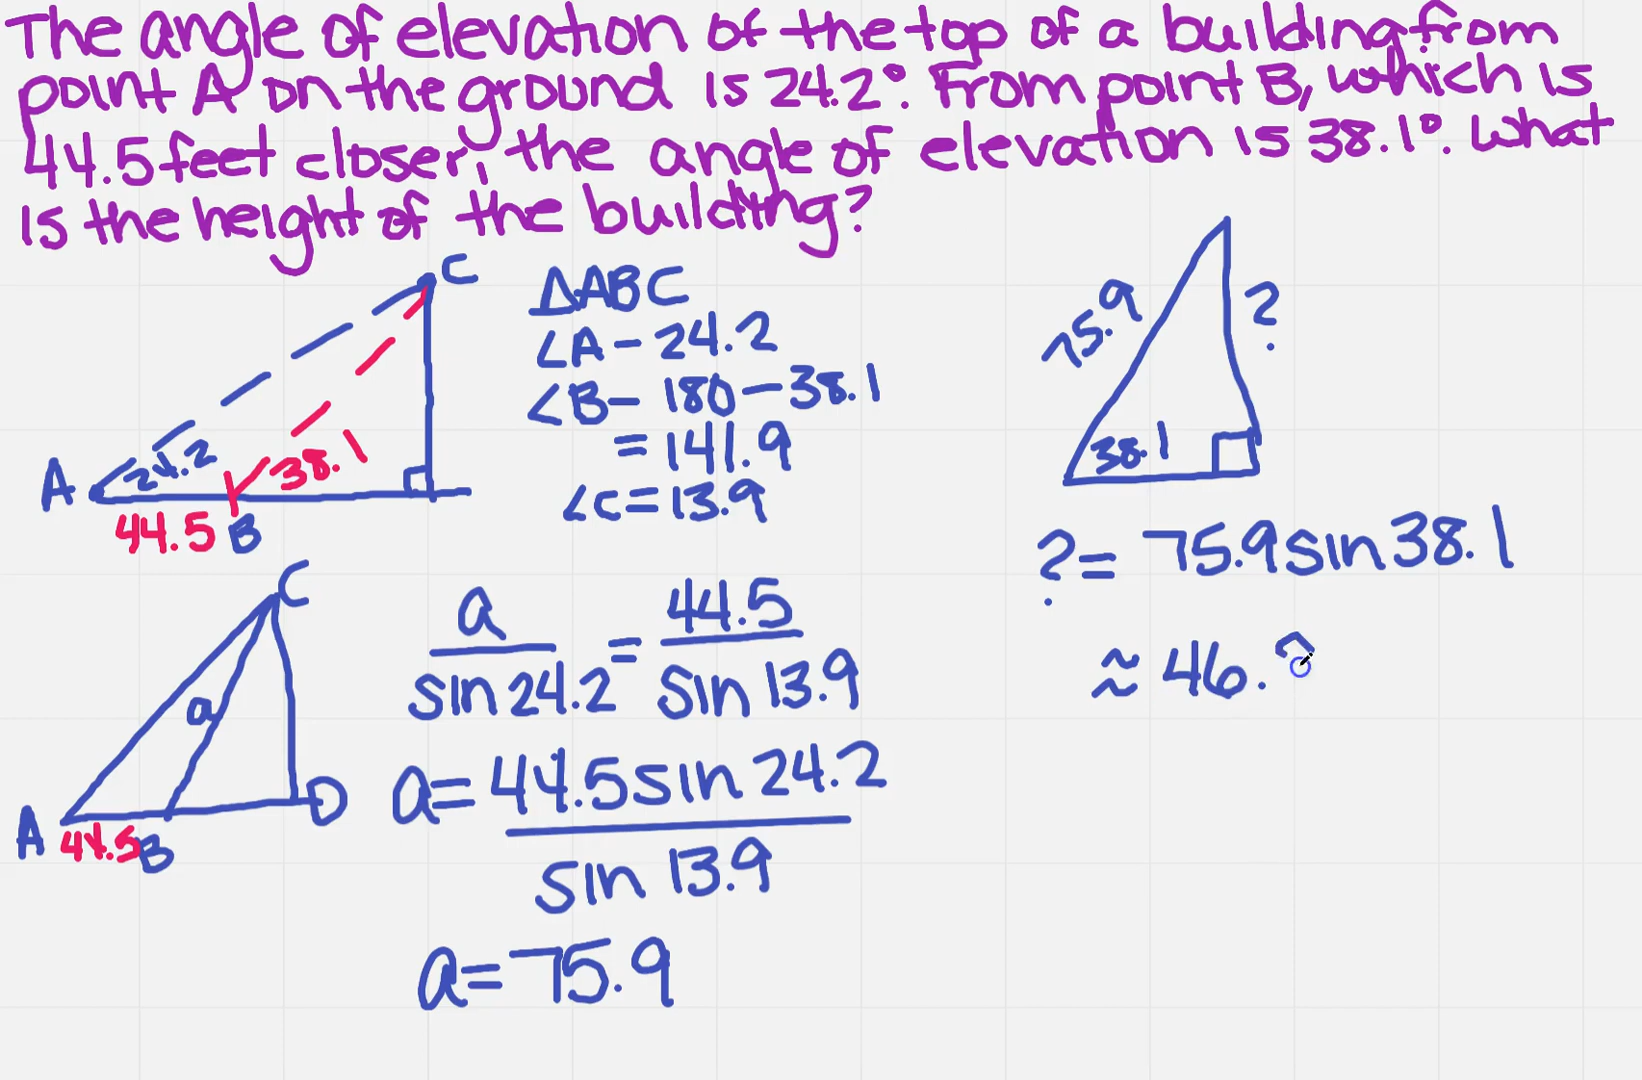 The angle of elevation of the top of a building from
point A on the ground is 24.2°. From point B, which is
44.5 feet closer, the angle of elevation is 38.1°. What
is the height of the building?
C
24.2
38.1
A
44.5 B
ΔABC
∠A - 24.2
∠B - 180 - 38.1
= 141.9
∠C = 13.9
75.9
?
38.1
C
a
A 44.5 B
D
a/sin 24.2 = 44.5/sin 13.9
a = 44.5 sin 24.2/sin 13.9
a = 75.9
? = 75.9 sin 38.1
≈ 46.